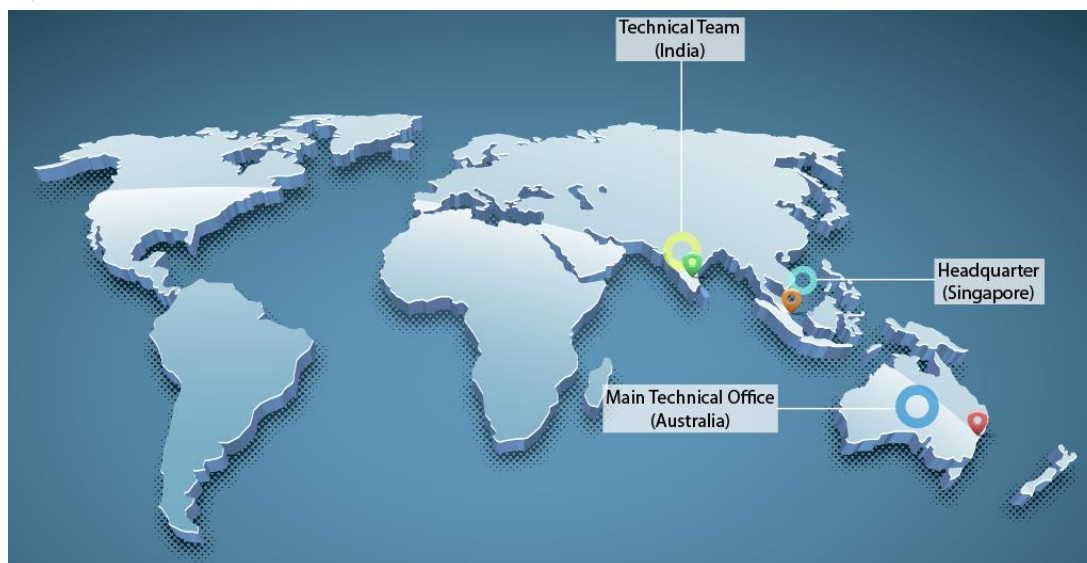 Technical Team
(India)
Headquarter
(Singapore)
Main Technical Office
(Australia)